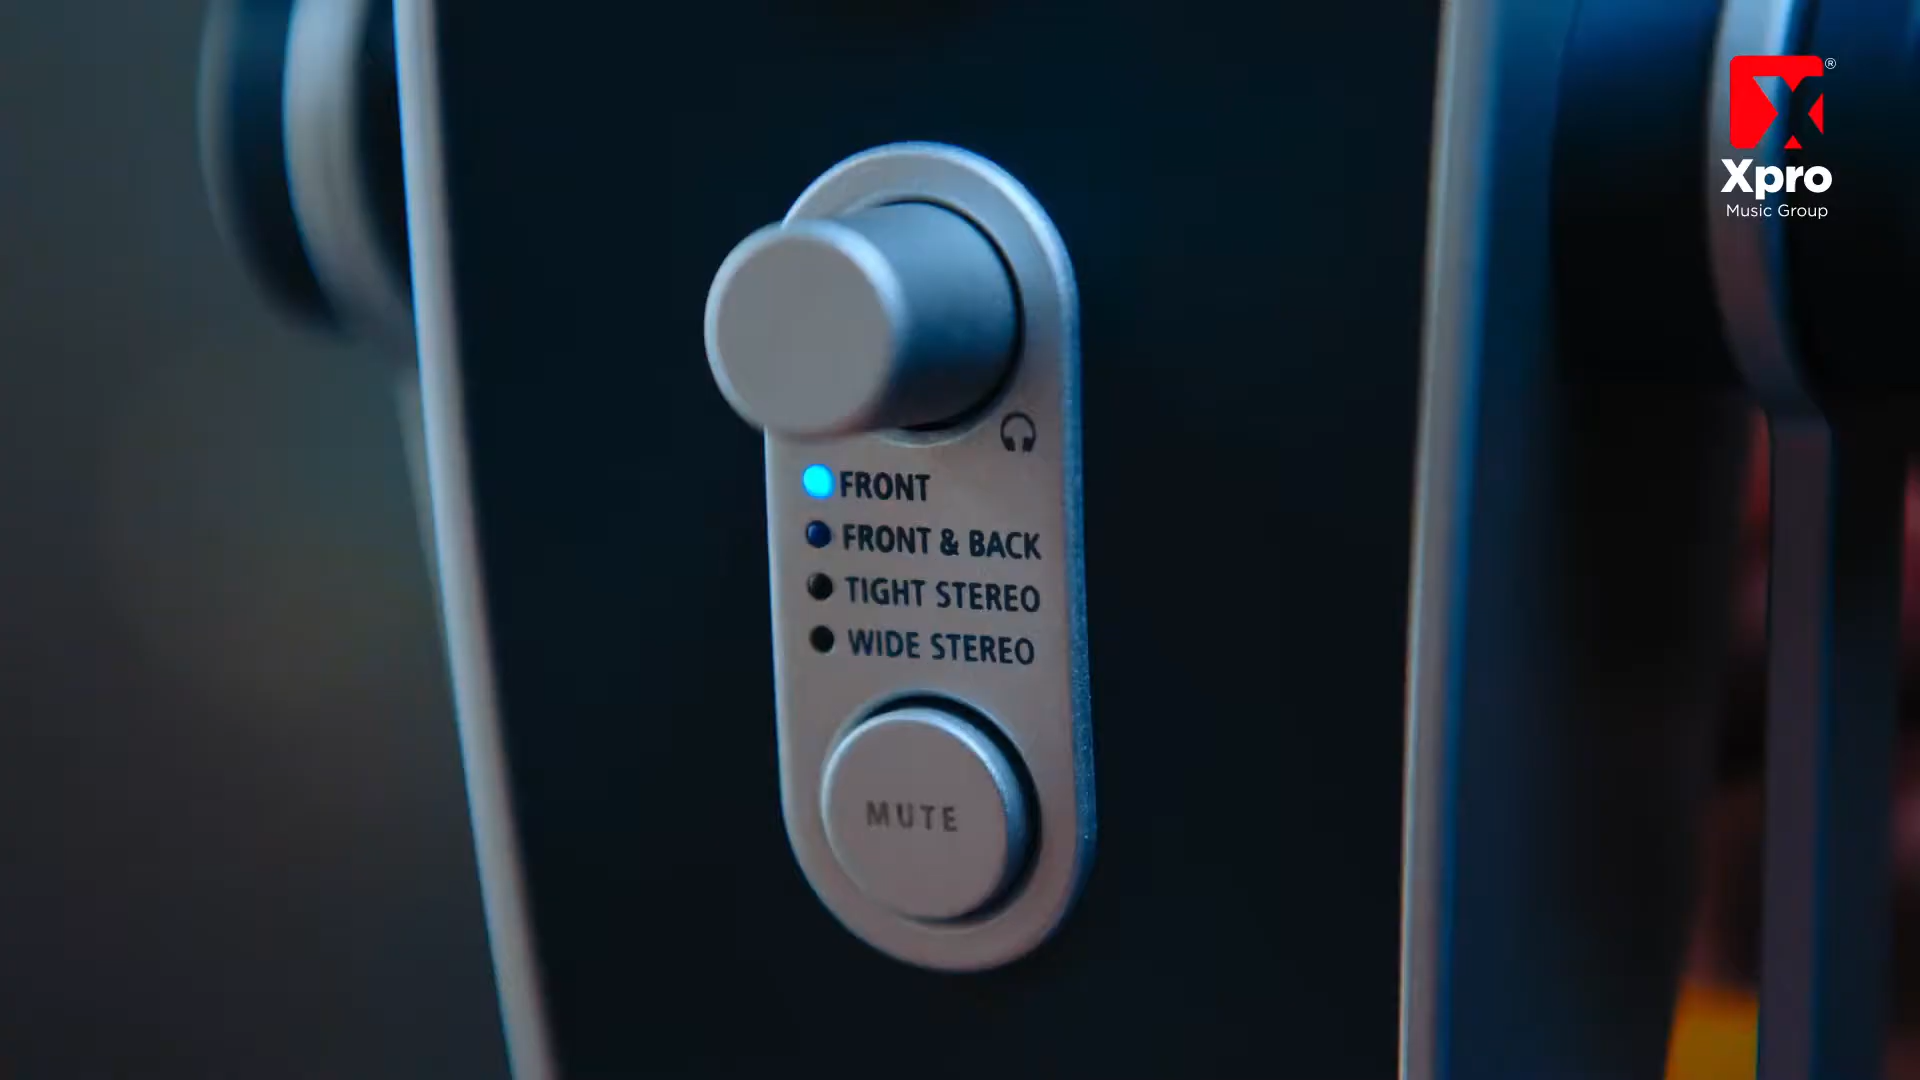 ®
Xpro
Music Group
FRONT
FRONT & BACK
TIGHT STEREO
WIDE STEREO
MUTE